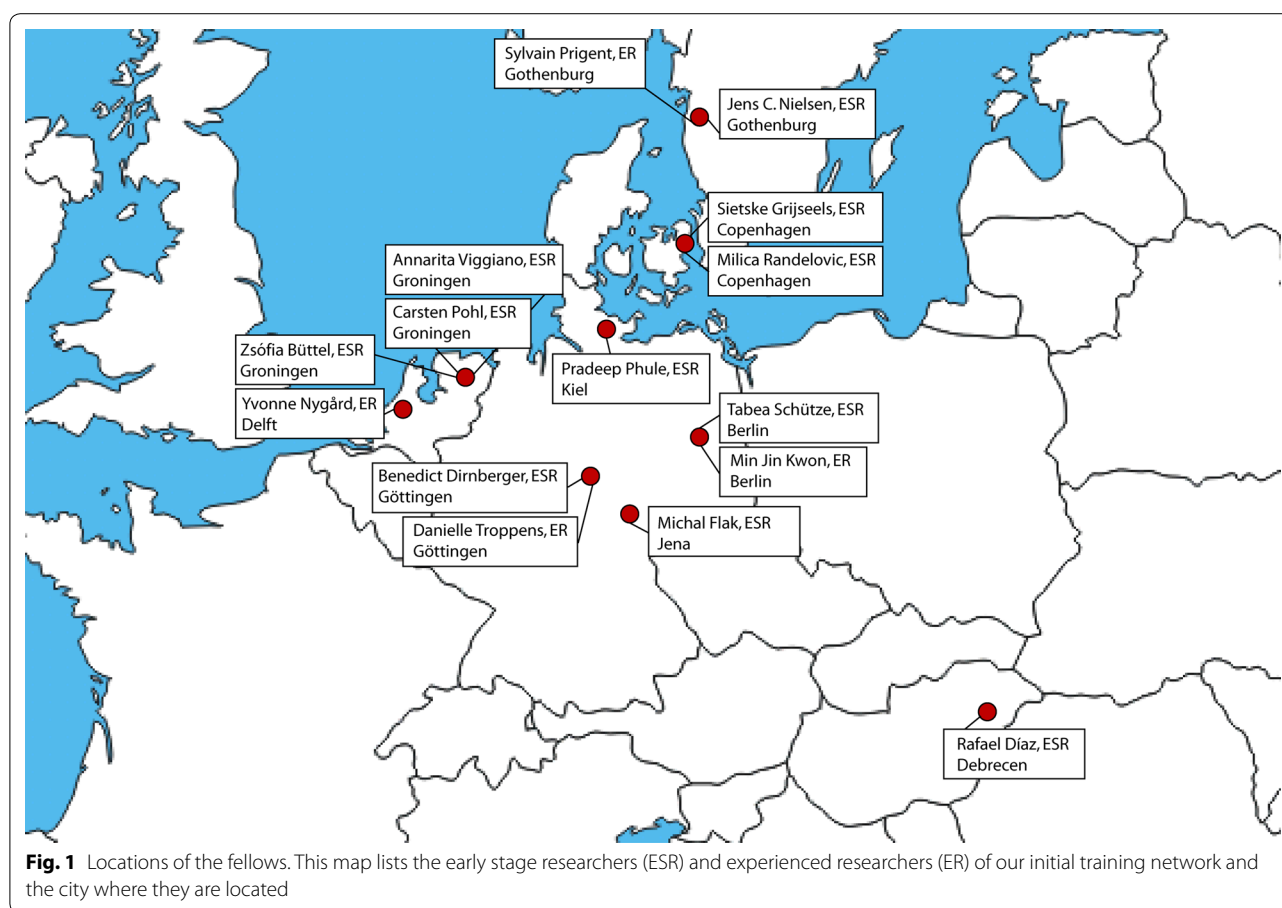 Sylvain Prigent, ER
Gothenburg
Jens C. Nielsen, ESR
Gothenburg
Sietske Grijseels, ESR
Copenhagen
Milica Randelovic, ESR
Copenhagen
Annarita Viggiano, ESR
Groningen
Carsten Pohl, ESR
Groningen
Zsófia Büttel, ESR
Groningen
Yvonne Nygård, ER
Delft
Pradeep Phule, ESR
Kiel
Tabea Schütze, ESR
Berlin
Min Jin Kwon, ER
Berlin
Benedict Dirnberger, ESR
Göttingen
Danielle Troppens, ER
Göttingen
Michal Flak, ESR
Jena
Rafael Díaz, ESR
Debrecen
Fig. 1 Locations of the fellows. This map lists the early stage researchers (ESR) and experienced researchers (ER) of our initial training network and
the city where they are located